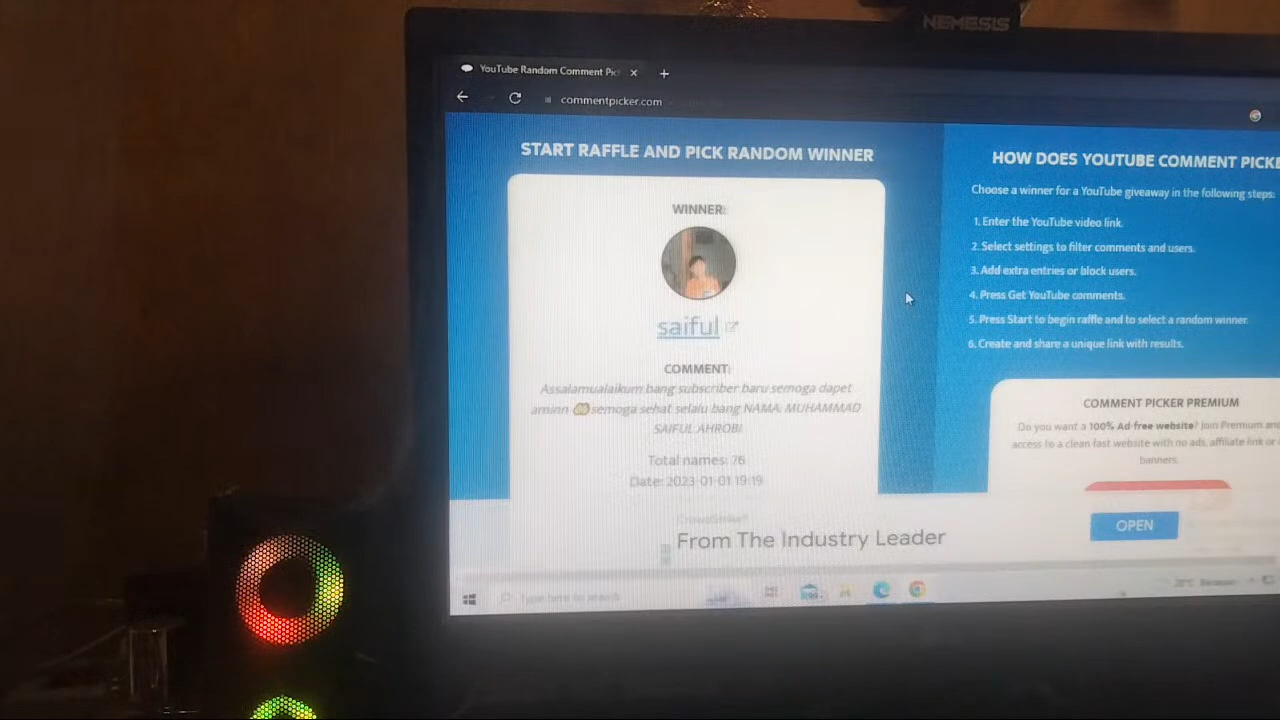 NEMESIS
YouTube Random Comment Pic
commentpicker.com
START RAFFLE AND PICK RANDOM WINNER
WINNER:
saiful
COMMENT:
Assalamualaikum bang subscriber baru semoga dapet
aminn semoga sehat selalu bang NAMA: MUHAMMAD
SAIFUL AHROBI
Total names: 76
Date: 2023-01-01 19:19
CrowdStrike®
From The Industry Leader
OPEN
HOW DOES YOUTUBE COMMENT PICKE
Choose a winner for a YouTube giveaway in the following steps:
1. Enter the YouTube video link.
2. Select settings to filter comments and users.
3. Add extra entries or block users.
4. Press Get YouTube comments.
5. Press Start to begin raffle and to select a random winner.
6. Create and share a unique link with results.
COMMENT PICKER PREMIUM
Do you want a 100% Ad-free website? Join Premium and
access to a clean fast website with no ads, affiliate link or
banners.
Type here to search